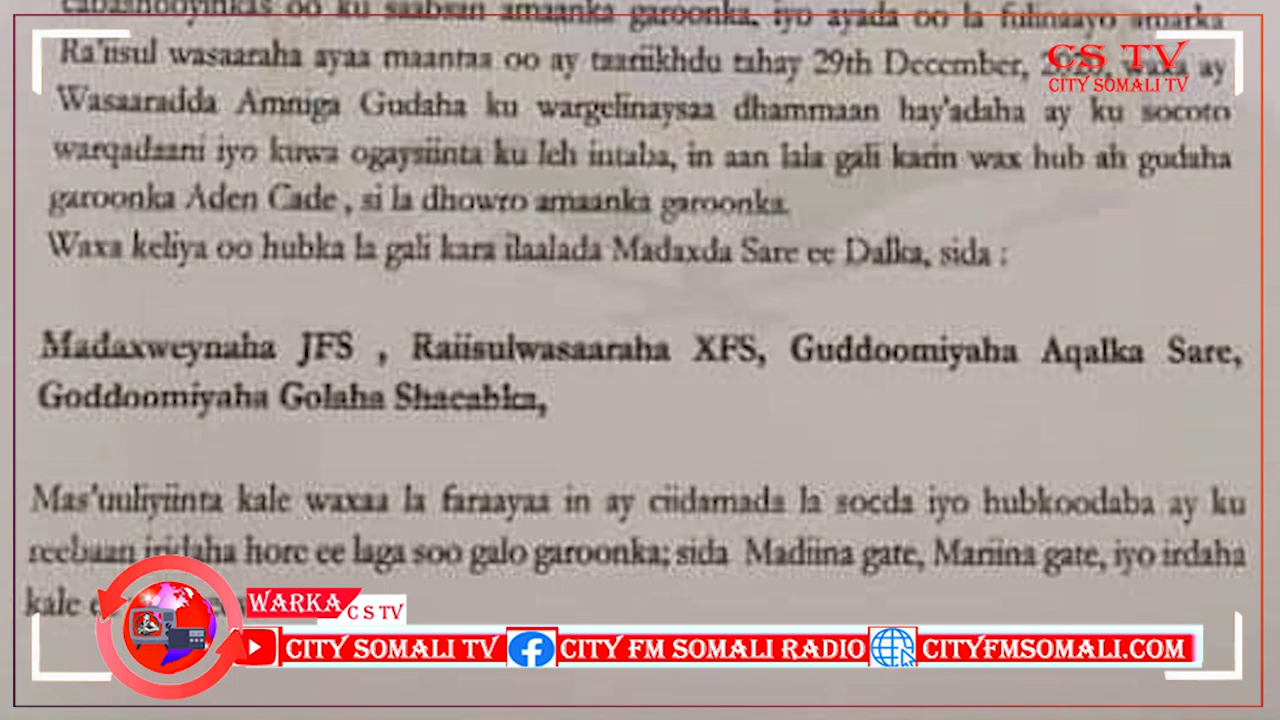 cabashooyinkas oo ku saabsan amaanka garoonka, iyo ayada oo la fulinaayo amarka
Ra'iisul wasaaraha ayaa maantaa oo ay taariikhdu tahay 29th December, ay
Wasaaradda Amniga Gudaha ku wargelinaysaa dhammaan hay'adaha ay ku socoto
warqadaani iyo kuwa ogaysiinta ku leh intaba, in aan lala gali karin wax hub ah gudaha
garoonka Aden Cade , si la dhowro amaanka garoonka.
Waxa keliya oo hubka la gali kara ilaalada Madaxda Sare ee Dalka, sida :
Madaxweynaha JFS , Raiisulwasaaraha XFS, Guddoomiyaha Aqalka Sare,
Goddoomiyaha Golaha Shacabka,
Mas'uuliyiinta kale waxaa la faraayaa in ay ciidamada la socda iyo hubkoodaba ay ku
reebaan iridaha hore ee laga soo galo garoonka; sida Madiina gate, Mariina gate, iyo irdaha
kale
CS TV
CITY SOMALI TV
WARKA
C S TV
CITY SOMALI TV
CITY FM SOMALI RADIO
CITYFMSOMALI.COM